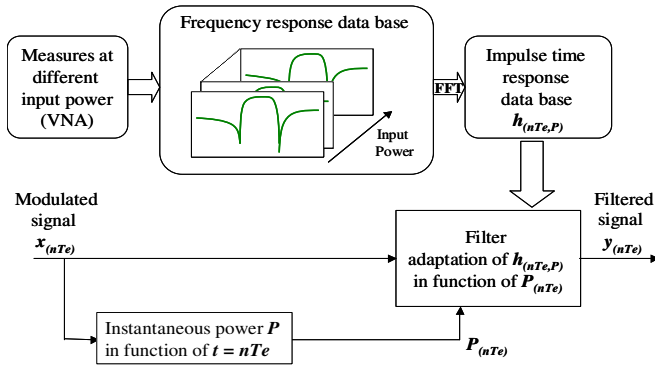 Frequency response data base
Measures at
different
input power
(VNA)
Input
Power
FFT
Impulse time
response
data base
h(nTe,P)
Modulated
signal
x(nTe)
Filtered
signal
y(nTe)
Filter
adaptation of h(nTe,P)
in function of P(nTe)
Instantaneous power P
in function of t = nTe
P(nTe)